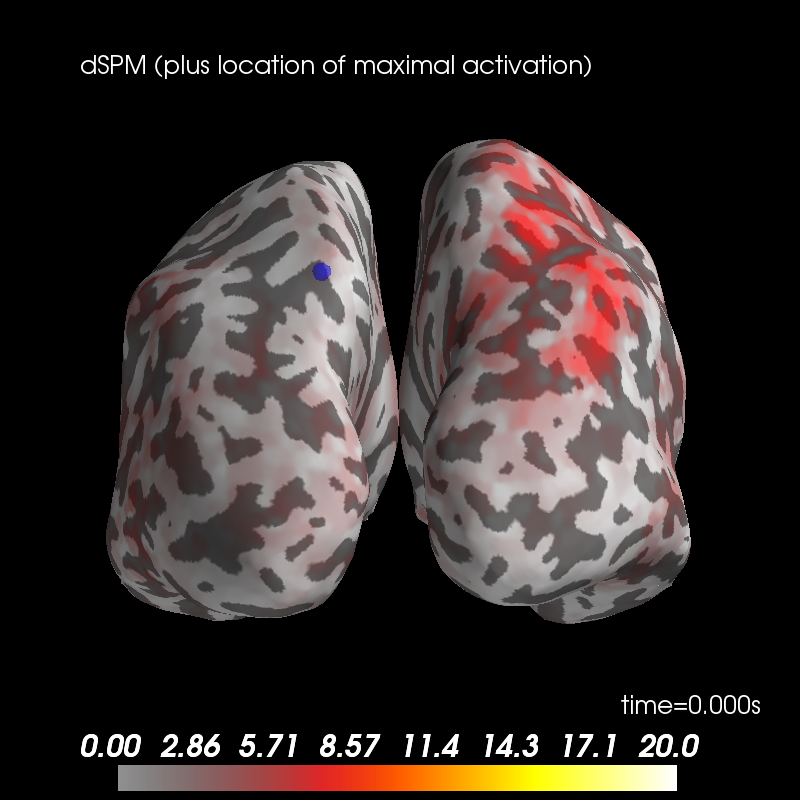 dSPM (plus location of maximal activation)
time=0.000s
0.00 2.86 5.71 8.57 11.4 14.3 17.1 20.0